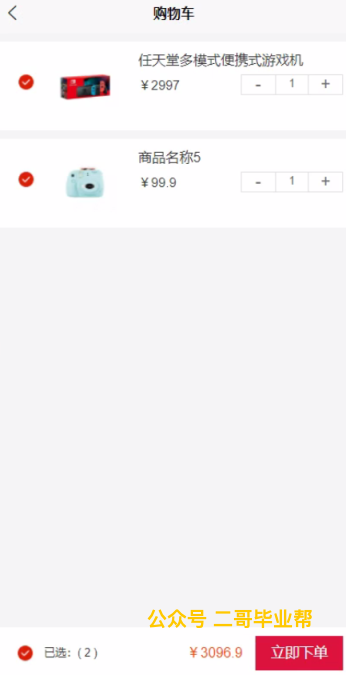 购物车
任天堂多模式便携式游戏机
￥2997
- 1 +
商品名称5
￥99.9
- 1 +
公众号 二哥毕业帮
已选:（2） ￥3096.9 立即下单